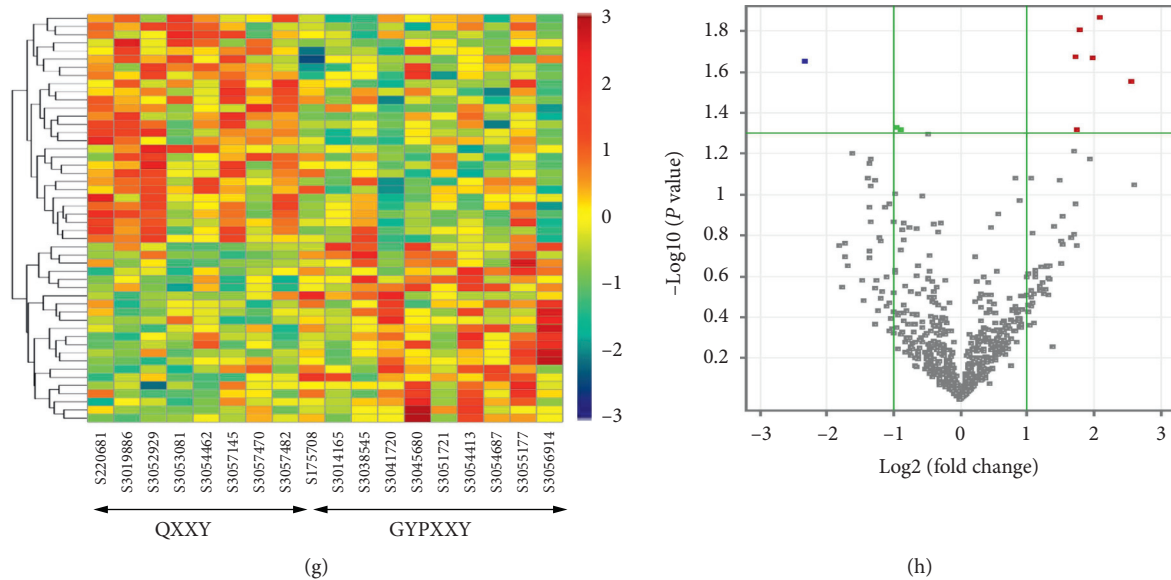 3
2
1
0
−1
−2
−3
S220681
S3019886
S3052929
S3053081
S3054462
S3057145
S3057470
S3057482
S175708
S3014165
S3038545
S3041720
S3045680
S3051721
S3054413
S3054687
S3055177
S3056914
QXXY
GYPXXY
(g)
1.8
1.6
1.4
1.2
1
0.8
0.6
0.4
0.2
−Log10 (P value)
−3
−2
−1
0
1
2
3
Log2 (fold change)
(h)